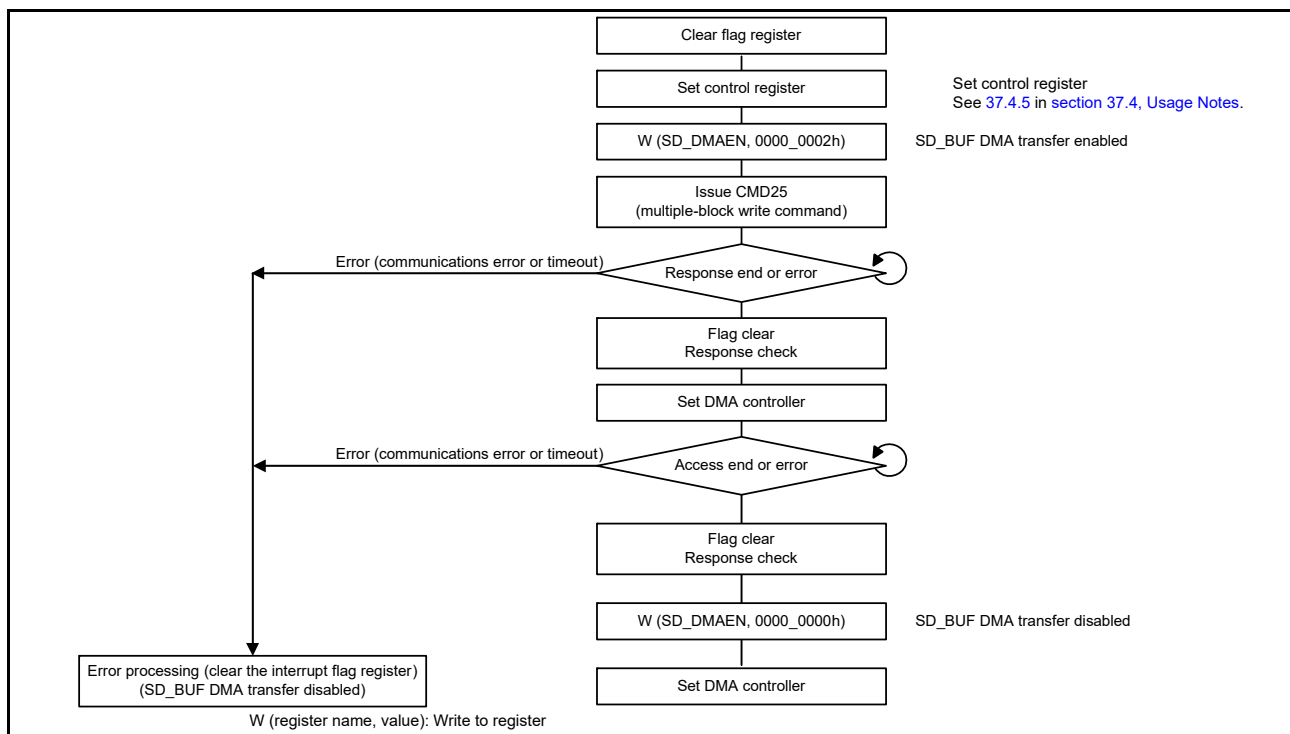 Clear flag register
Set control register
Set control register
See 37.4.5 in section 37.4, Usage Notes.
W (SD_DMAEN, 0000_0002h)
SD_BUF DMA transfer enabled
Issue CMD25
(multiple-block write command)
Error (communications error or timeout)
Response end or error
Flag clear
Response check
Set DMA controller
Error (communications error or timeout)
Access end or error
Flag clear
Response check
W (SD_DMAEN, 0000_0000h)
SD_BUF DMA transfer disabled
Error processing (clear the interrupt flag register)
(SD_BUF DMA transfer disabled)
Set DMA controller
W (register name, value): Write to register